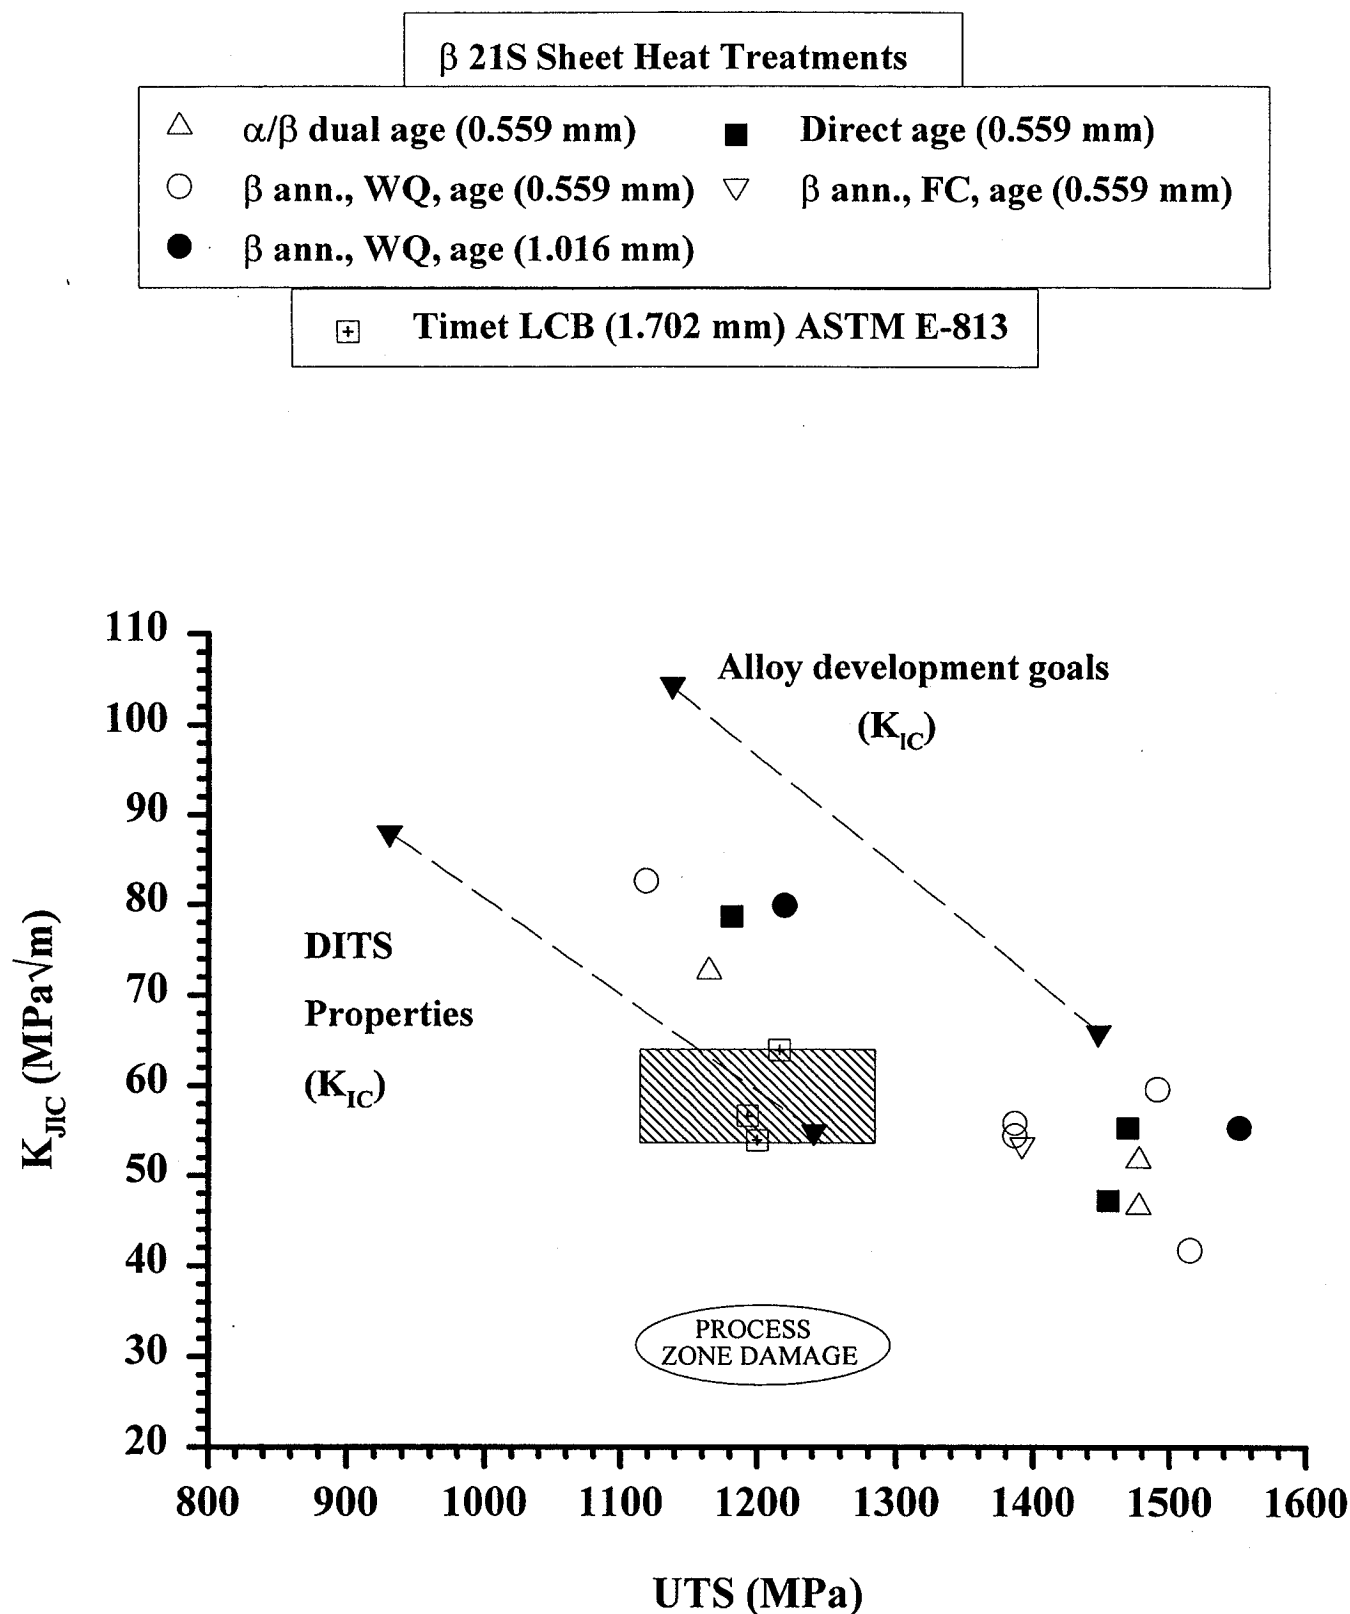 β 21S Sheet Heat Treatments
α/β dual age (0.559 mm)
Direct age (0.559 mm)
β ann., WQ, age (0.559 mm)
β ann., FC, age (0.559 mm)
β ann., WQ, age (1.016 mm)
Timet LCB (1.702 mm) ASTM E-813
110
100
90
80
70
60
50
40
30
20
K_JIC (MPa√m)
Alloy development goals
(K_IC)
DITS
Properties
(K_IC)
PROCESS
ZONE DAMAGE
800 900 1000 1100 1200 1300 1400 1500 1600
UTS (MPa)